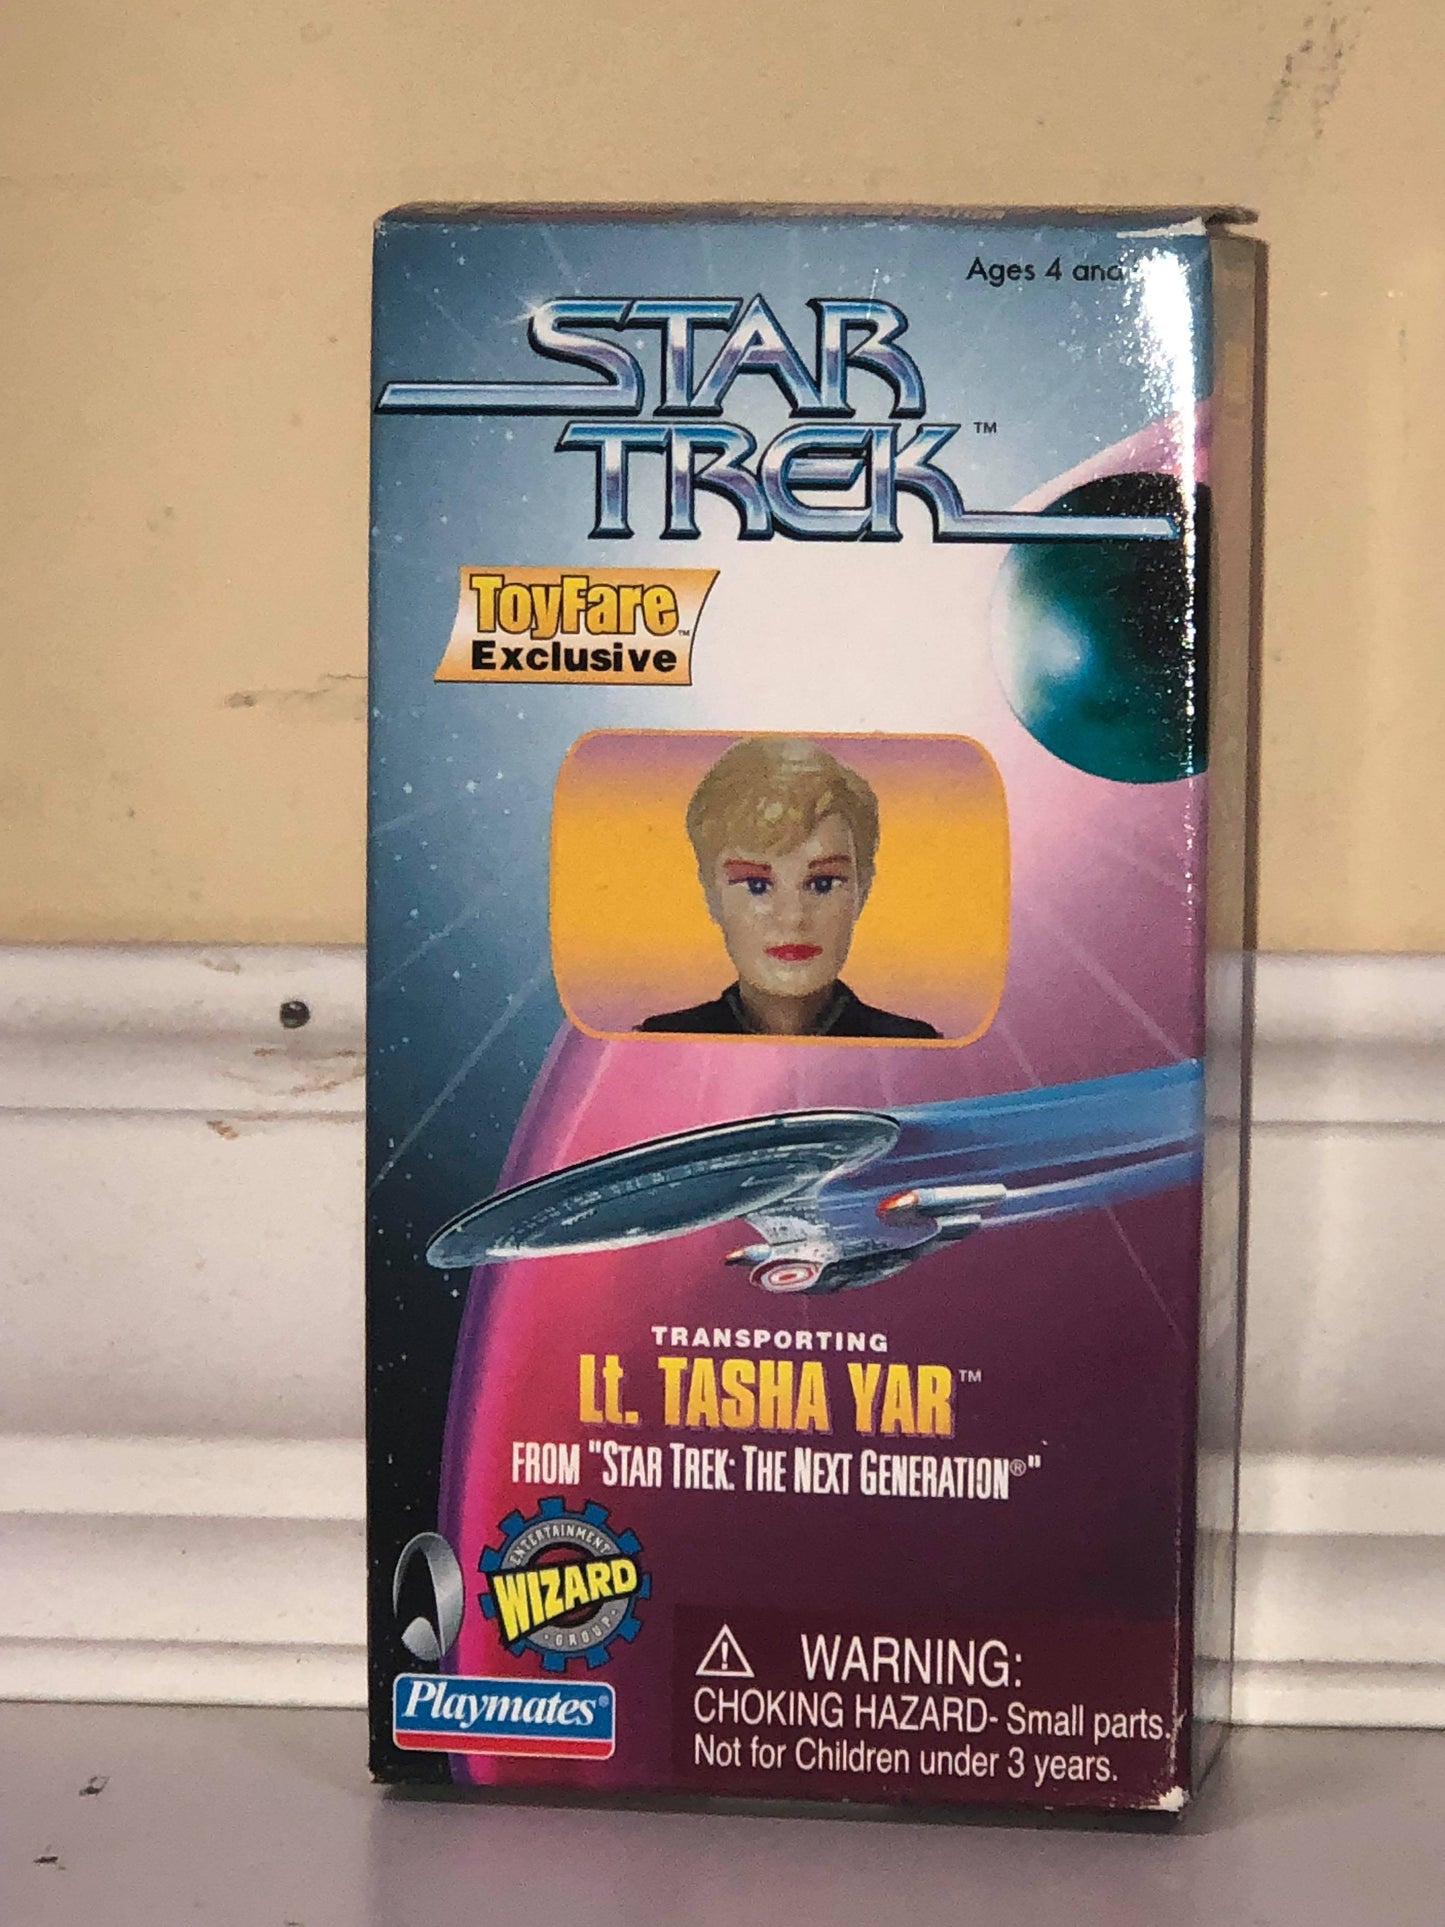 Ages 4 and
STAR
TREK™
ToyFare™
Exclusive
TRANSPORTING
Lt. TASHA YAR™
FROM "STAR TREK: THE NEXT GENERATION®"
ENTERTAINMENT
WIZARD
GROUP
Playmates®
WARNING:
CHOKING HAZARD- Small parts.
Not for Children under 3 years.